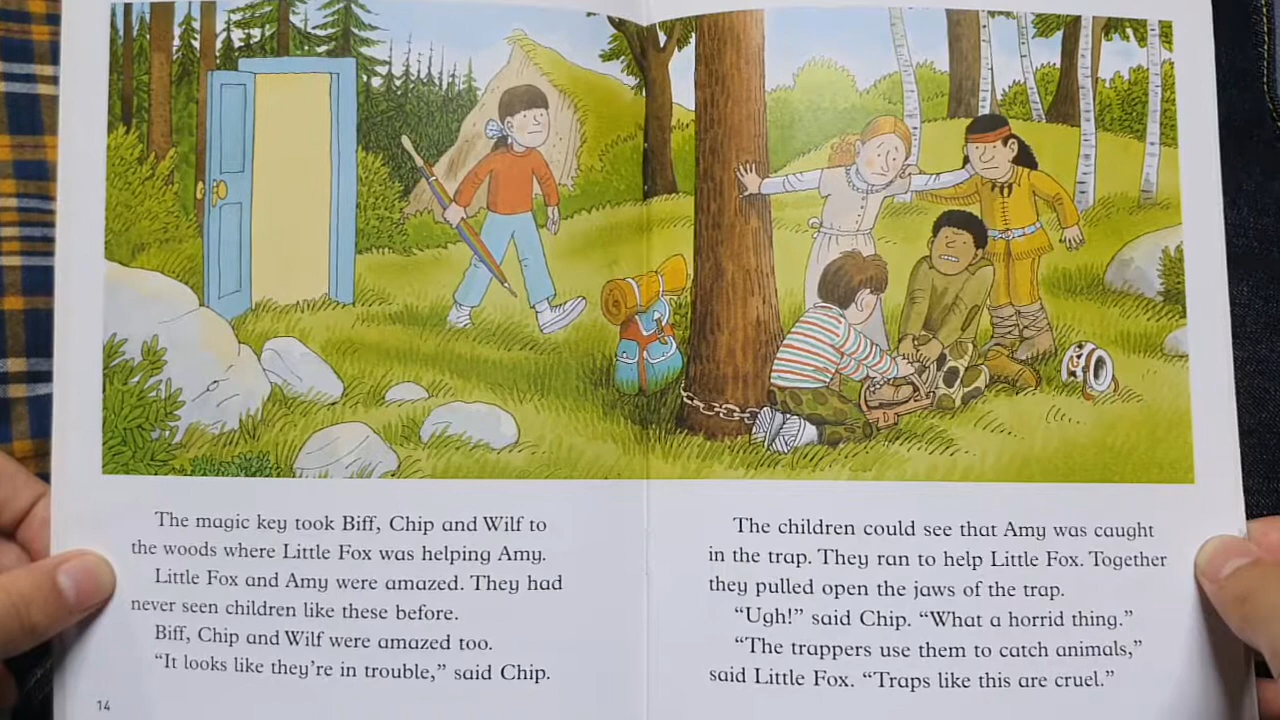 The magic key took Biff, Chip and Wilf to
the woods where Little Fox was helping Amy.
Little Fox and Amy were amazed. They had
never seen children like these before.
Biff, Chip and Wilf were amazed too.
“It looks like they’re in trouble,” said Chip.
14
The children could see that Amy was caught
in the trap. They ran to help Little Fox. Together
they pulled open the jaws of the trap.
“Ugh!” said Chip. “What a horrid thing.”
“The trappers use them to catch animals,”
said Little Fox. “Traps like this are cruel.”